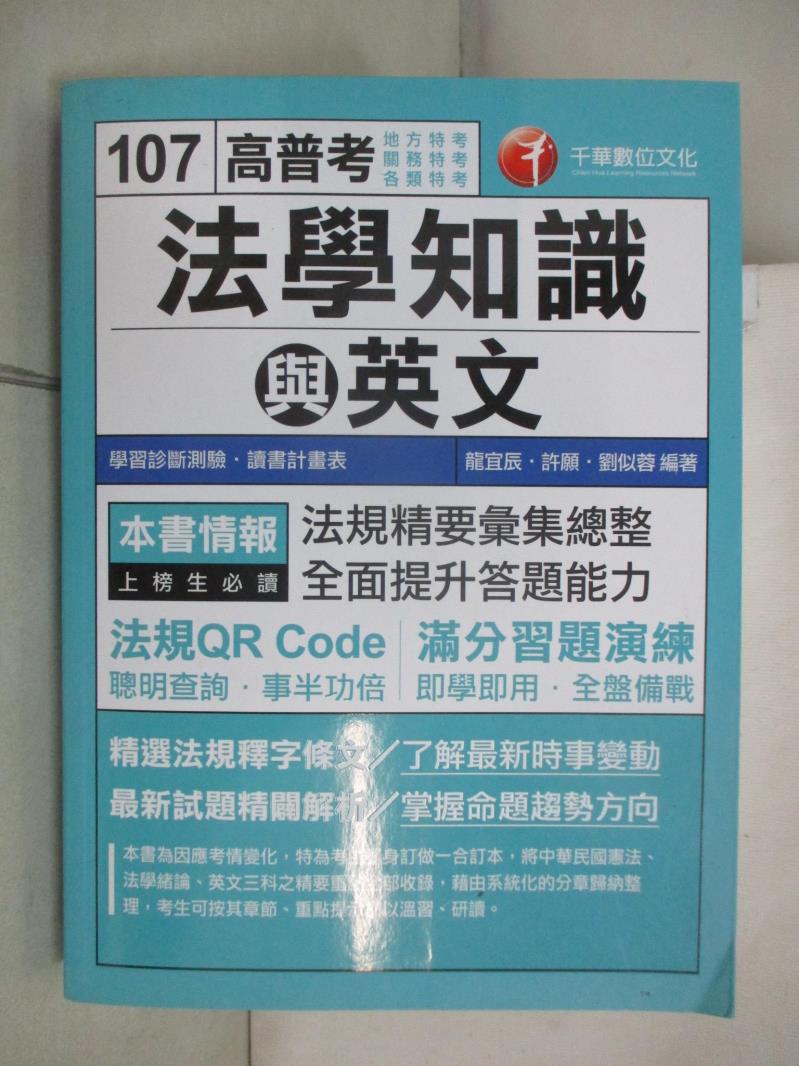 107 高普考
地方特考
關務特考
各類特考
千華數位文化
Chien Hua Learning Resources Network
法學知識
與英文
學習診斷測驗·讀書計畫表
龍宜辰·許願·劉似蓉 編著
本書情報
上榜生必讀
法規精要彙集總整
全面提升答題能力
法規QR Code
聰明查詢·事半功倍
滿分習題演練
即學即用·全盤備戰
精選法規釋字條文／了解最新時事變動
最新試題精闢解析／掌握命題趨勢方向
本書為因應考情變化，特為考身訂做一合訂本，將中華民國憲法、
法學緒論、英文三科之精要重部收錄，藉由系統化的分章歸納整
理，考生可按其章節、重點提以溫習、研讀。